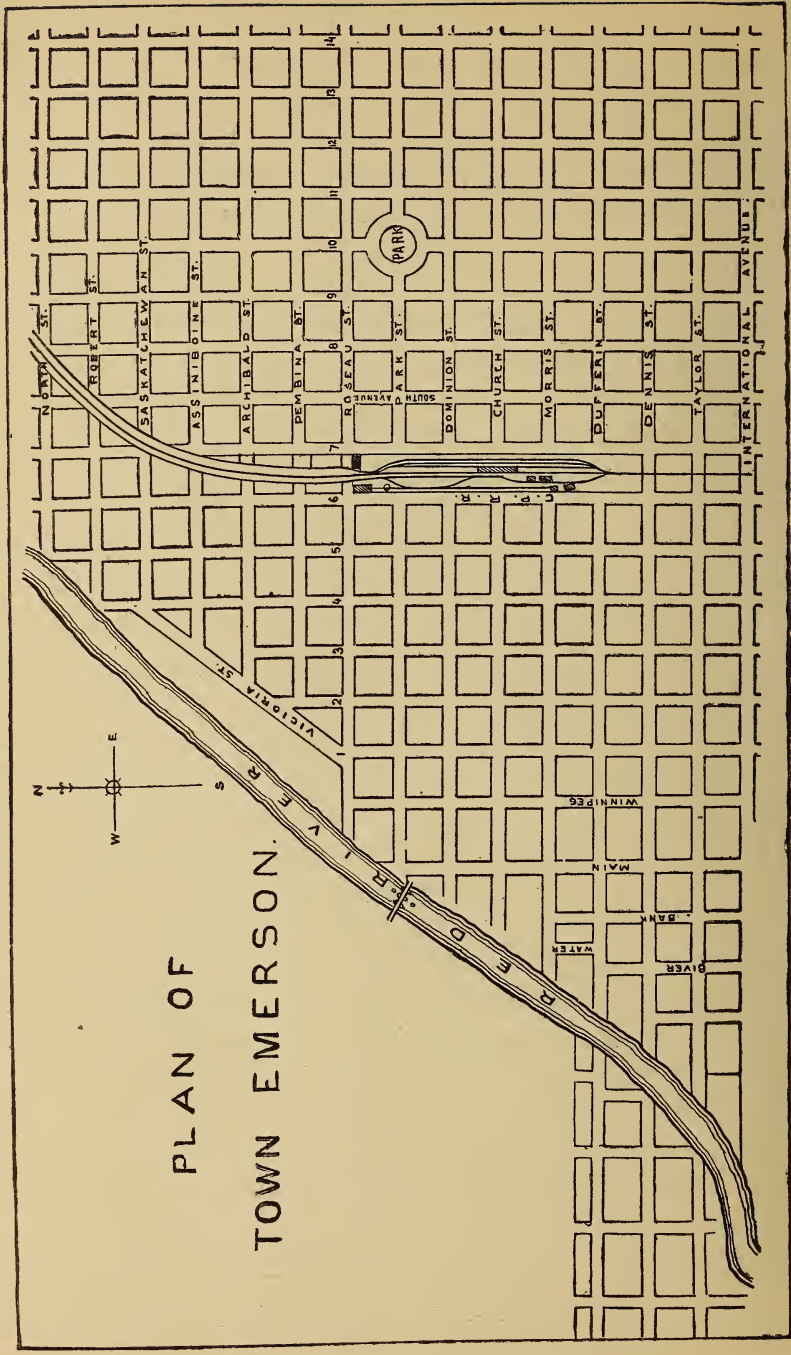 PLAN OF
TOWN EMERSON.
N
E
S
W
RED RIVER
VICTORIA ST.
NORTH ST.
ROBERT ST.
SASKATCHEWAN ST.
ASSINIBOINE ST.
ARCHIBALD ST.
PEMBINA ST.
ROSEAU ST.
PARK ST.
DOMINION ST.
CHURCH ST.
MORRIS ST.
DUFFERIN ST.
DENNIS ST.
TAYLOR ST.
INTERNATIONAL AVENUE.
PARK
SOUTH AVENUE
C. P. R. R.
1
2
3
4
5
6
7
8
9
10
11
12
13
14
WINNIPEG
MAIN
BANK
WATER
RIVER